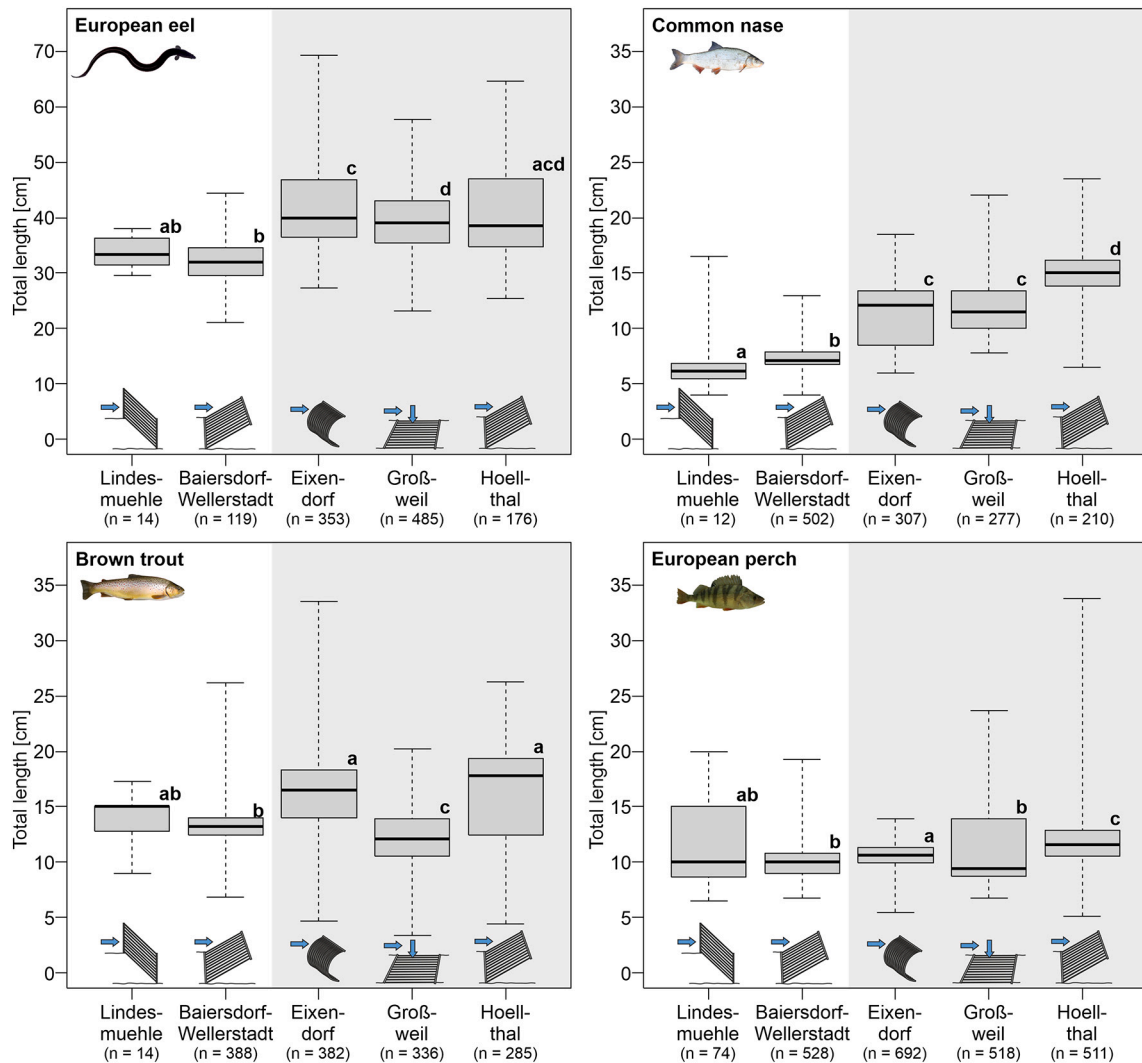 European eel
Total length [cm]
70
60
50
40
30
20
10
0
ab
b
c
d
acd
Lindes-
muehle
(n = 14)
Baiersdorf-
Wellerstadt
(n = 119)
Eixen-
dorf
(n = 353)
Groß-
weil
(n = 485)
Hoell-
thal
(n = 176)
Common nase
Total length [cm]
35
30
25
20
15
10
5
0
a
b
c
c
d
Lindes-
muehle
(n = 12)
Baiersdorf-
Wellerstadt
(n = 502)
Eixen-
dorf
(n = 307)
Groß-
weil
(n = 277)
Hoell-
thal
(n = 210)
Brown trout
Total length [cm]
35
30
25
20
15
10
5
0
ab
b
a
c
a
Lindes-
muehle
(n = 14)
Baiersdorf-
Wellerstadt
(n = 388)
Eixen-
dorf
(n = 382)
Groß-
weil
(n = 336)
Hoell-
thal
(n = 285)
European perch
Total length [cm]
35
30
25
20
15
10
5
0
ab
b
a
b
c
Lindes-
muehle
(n = 74)
Baiersdorf-
Wellerstadt
(n = 528)
Eixen-
dorf
(n = 692)
Groß-
weil
(n = 518)
Hoell-
thal
(n = 511)